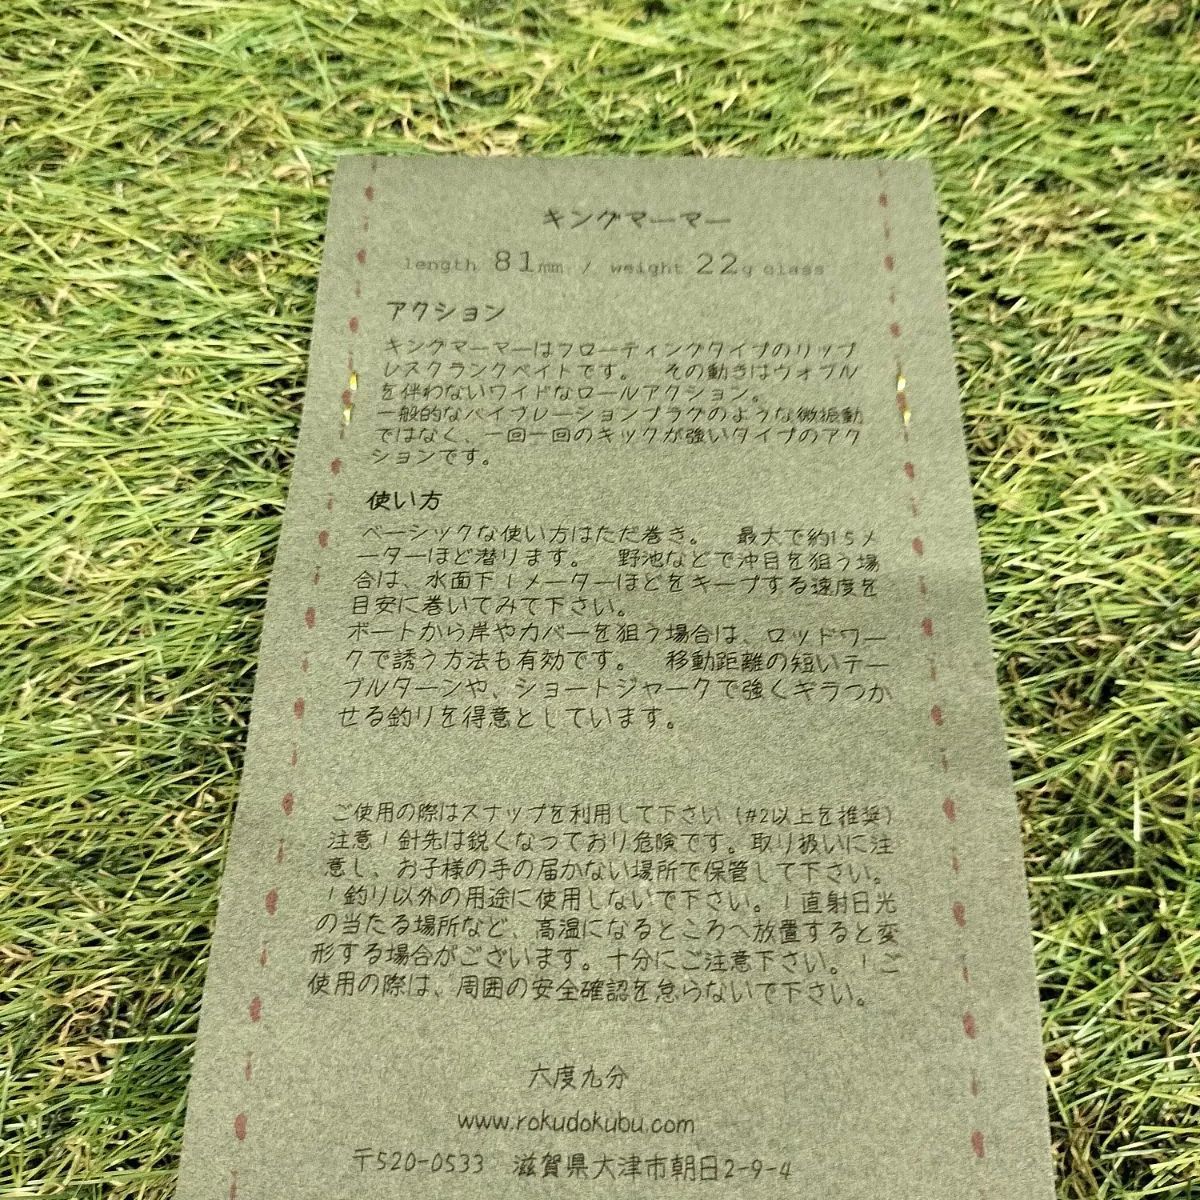 キングマーマー
length 81mm / weight 22g class
アクション
キングマーマーはフローティングタイプのリップ
レスクランクベイトです。 その動きはウォブル
を伴わないワイドなロールアクション。
一般的なバイブレーションプラグのような微振動
ではなく、一回一回のキックが強いタイプのアク
ションです。
使い方
ベーシックな使い方はただ巻き。 最大で約1.5メ
ーターほど潜ります。 野池などで沖目を狙う場
合は、水面下1メーターほどをキープする速度を
目安に巻いてみて下さい。
ボートから岸やカバーを狙う場合は、ロッドワー
クで誘う方法も有効です。 移動距離の短いテー
ブルターンや、ショートジャークで強くギラつか
せる釣りを得意としています。
ご使用の際はスナップを利用して下さい（#2以上を推奨）
注意！針先は鋭くなっており危険です。取り扱いに注
意し、お子様の手の届かない場所で保管して下さい。
！釣り以外の用途に使用しないで下さい。！直射日光
の当たる場所など、高温になるところへ放置すると変
形する場合がございます。十分にご注意下さい。！ご
使用の際は、周囲の安全確認を怠らないで下さい。
六度九分
www.rokudokubu.com
〒520-0533 滋賀県大津市朝日2-9-4